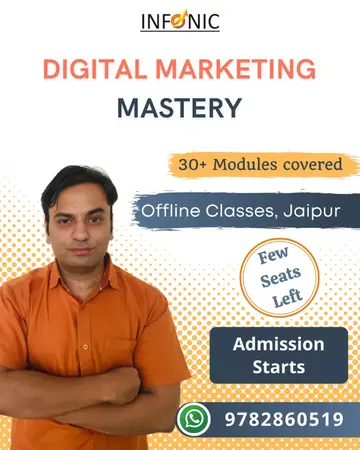 INFONIC
DIGITAL MARKETING
MASTERY
30+ Modules covered
Offline Classes, Jaipur
Few
Seats
Left
Admission
Starts
9782860519